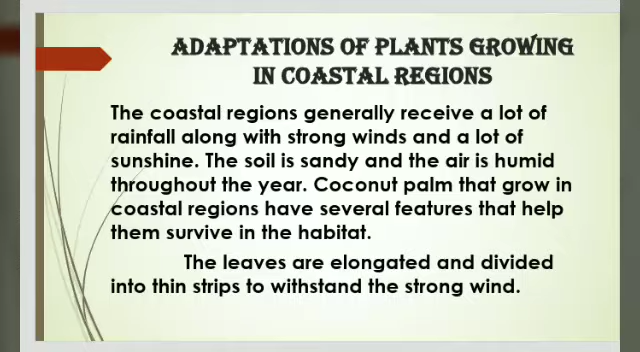 ADAPTATIONS OF PLANTS GROWING
IN COASTAL REGIONS
The coastal regions generally receive a lot of
rainfall along with strong winds and a lot of
sunshine. The soil is sandy and the air is humid
throughout the year. Coconut palm that grow in
coastal regions have several features that help
them survive in the habitat.
The leaves are elongated and divided
into thin strips to withstand the strong wind.